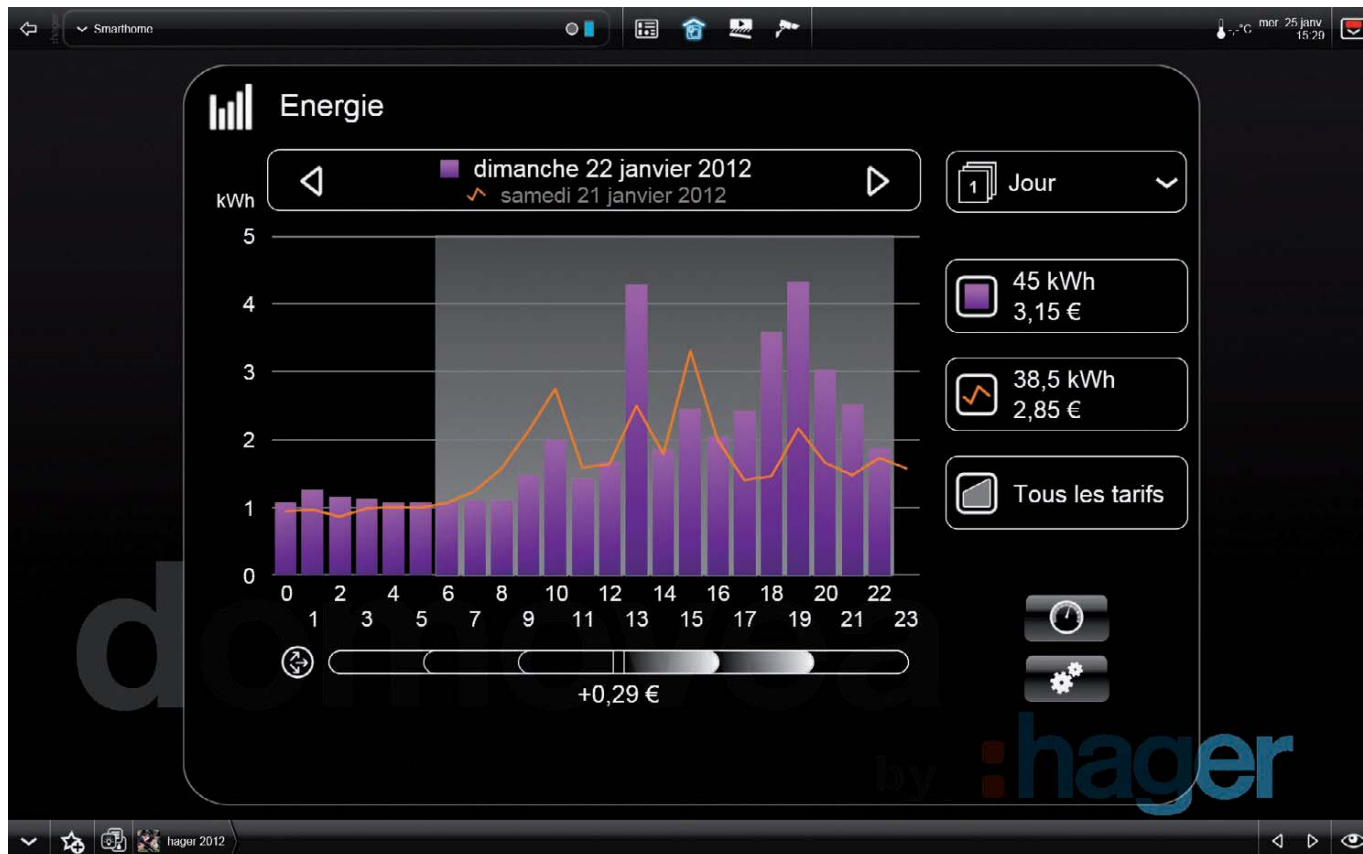 Smarthome
-,-°C
mer 25 janv
15:29
Energie
dimanche 22 janvier 2012
samedi 21 janvier 2012
1
Jour
kWh
5
4
3
2
1
0
45 kWh
3,15 €
38,5 kWh
2,85 €
Tous les tarifs
0 2 4 6 8 10 12 14 16 18 20 22
1 3 5 7 9 11 13 15 17 19 21 23
+0,29 €
domovea
by :hager
hager 2012